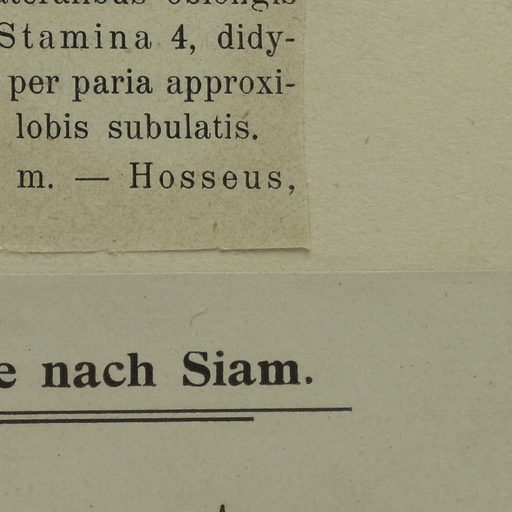 Stamina 4, didy-
per paria approxi-
lobis subulatis.
m. — Hosseus,
e nach Siam.